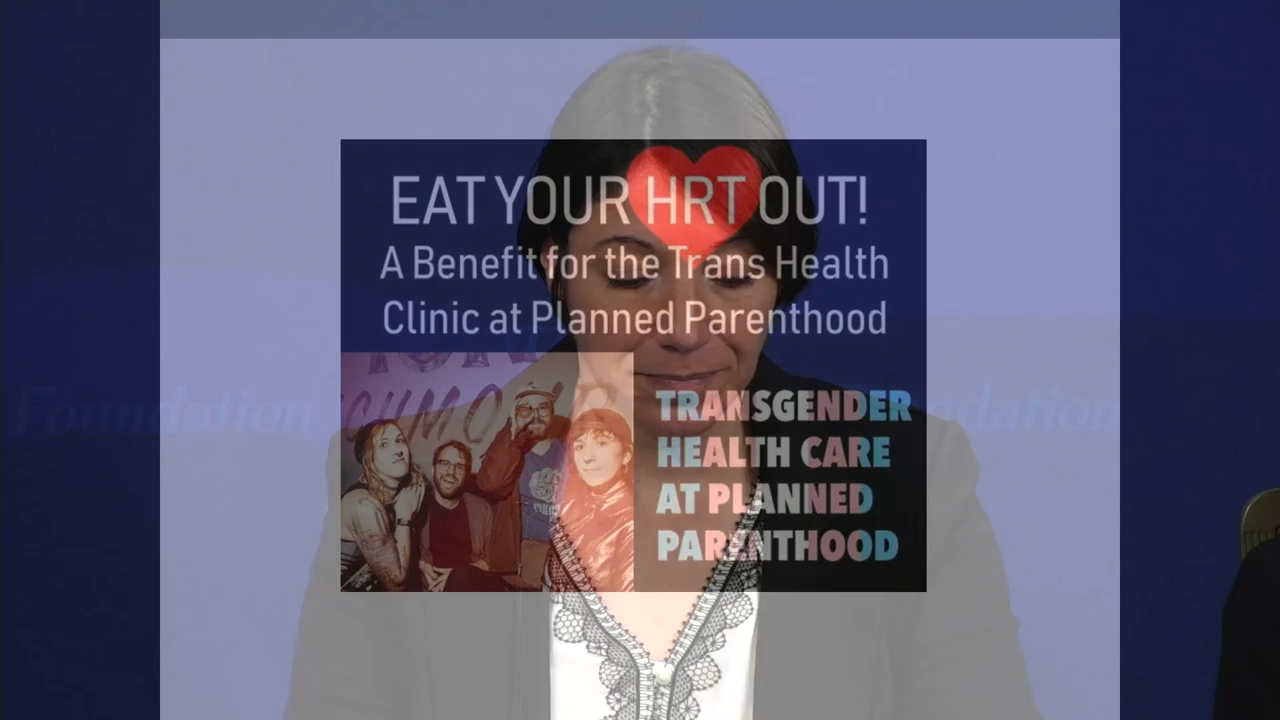 EAT YOUR HRT OUT!
A Benefit for the Trans Health
Clinic at Planned Parenthood
TRANSGENDER
HEALTH CARE
AT PLANNED
PARENTHOOD
Foundation